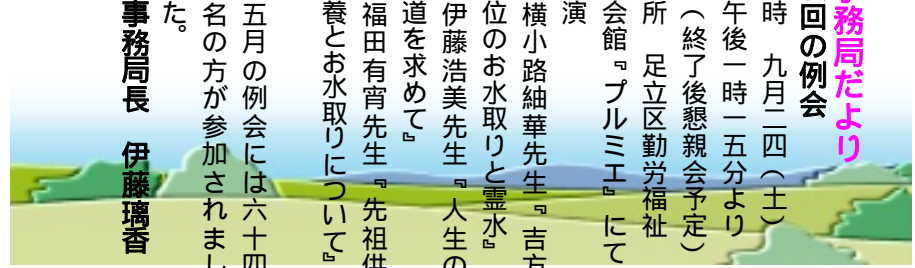 務局だより
回の例会
時　九月二四（土）
午後一時一五分より
（終了後懇親会予定）
所　足立区勤労福祉
会館『プルミエ』にて
演
横小路紬華先生『吉方
位のお水取りと霊水』
伊藤浩美先生『人生の
道を求めて』
福田有宵先生『先祖供
養とお水取りについて』
五月の例会には六十四
名の方が参加されまし
た。
事務局長　伊藤璃香